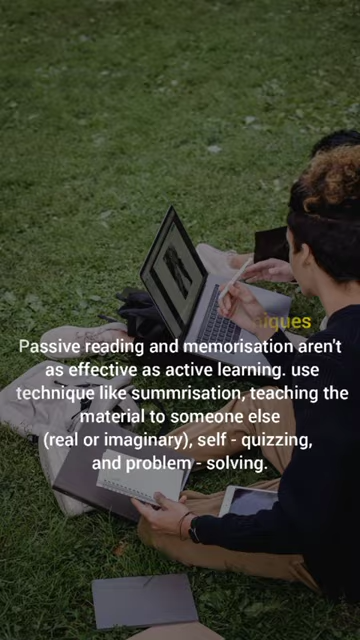 Passive reading and memorisation aren't
as effective as active learning. use
technique like summrisation, teaching the
material to someone else
(real or imaginary), self - quizzing,
and problem - solving.